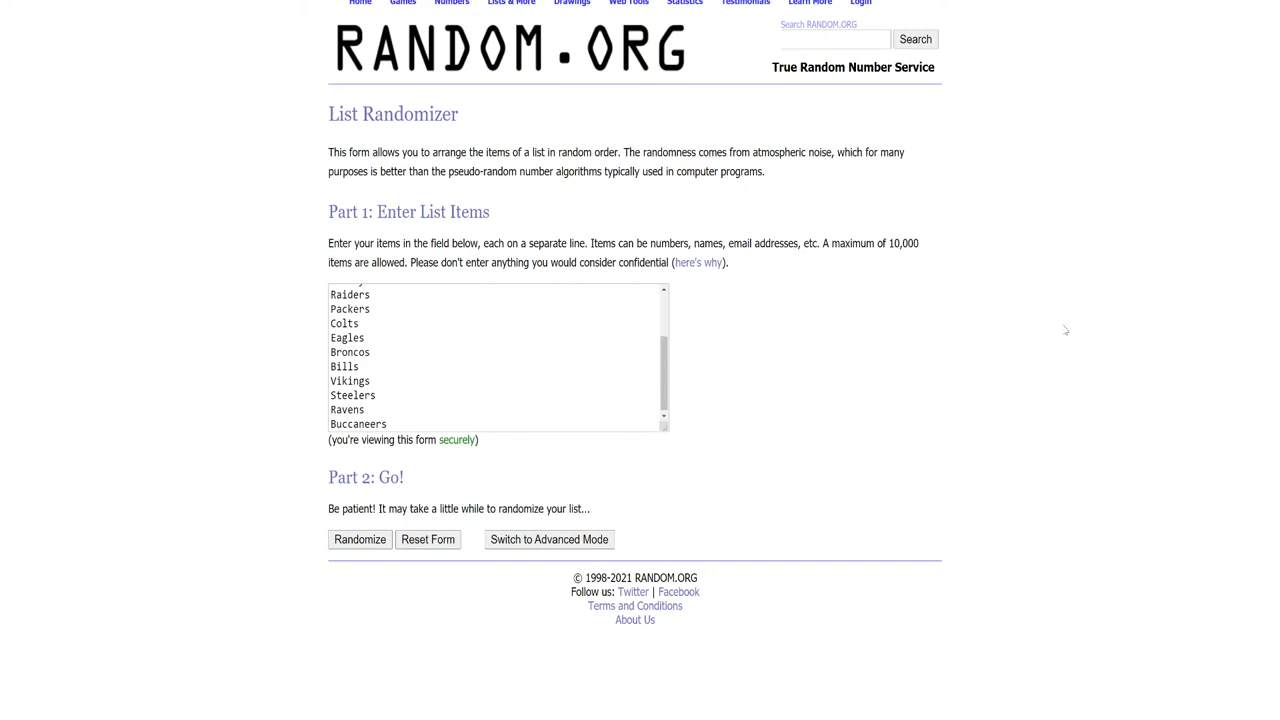 Home Games Numbers Lists & More Drawings Web Tools Statistics Testimonials Learn More Login
RANDOM.ORG
Search RANDOM.ORG
Search
True Random Number Service
List Randomizer
This form allows you to arrange the items of a list in random order. The randomness comes from atmospheric noise, which for many
purposes is better than the pseudo-random number algorithms typically used in computer programs.
Part 1: Enter List Items
Enter your items in the field below, each on a separate line. Items can be numbers, names, email addresses, etc. A maximum of 10,000
items are allowed. Please don't enter anything you would consider confidential (here's why).
Raiders
Packers
Colts
Eagles
Broncos
Bills
Vikings
Steelers
Ravens
Buccaneers
(you're viewing this form securely)
Part 2: Go!
Be patient! It may take a little while to randomize your list...
Randomize Reset Form Switch to Advanced Mode
© 1998-2021 RANDOM.ORG
Follow us: Twitter | Facebook
Terms and Conditions
About Us